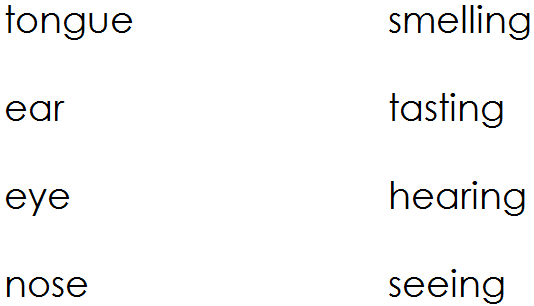 tongue smelling
ear tasting
eye hearing
nose seeing